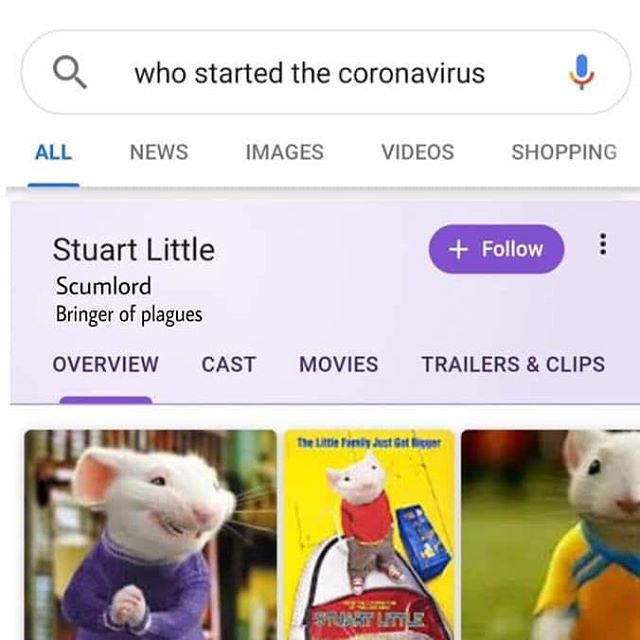 who started the coronavirus
ALL NEWS IMAGES VIDEOS SHOPPING
Stuart Little
+ Follow
Scumlord
Bringer of plagues
OVERVIEW CAST MOVIES TRAILERS & CLIPS
The Little Family Just Got Bigger
STUART LITTLE